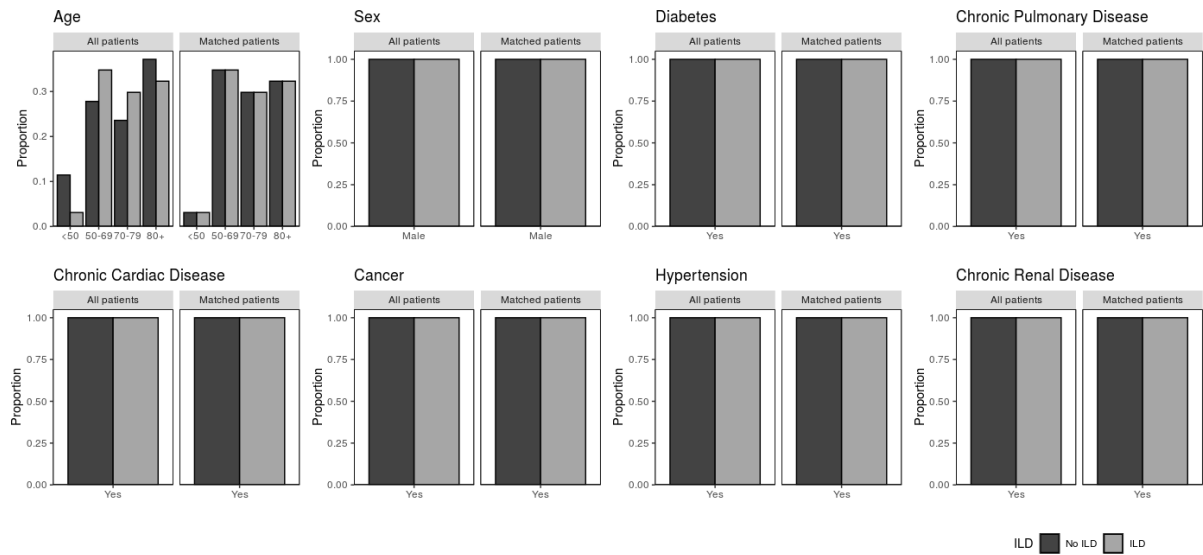 Age
Sex
Diabetes
Chronic Pulmonary Disease
All patients
Matched patients
All patients
Matched patients
All patients
Matched patients
All patients
Matched patients
Proportion
0.3
0.2
0.1
0.0
<50
50-69
70-79
80+
<50
50-69
70-79
80+
Proportion
1.00
0.75
0.50
0.25
0.00
Male
Male
Proportion
1.00
0.75
0.50
0.25
0.00
Yes
Yes
Proportion
1.00
0.75
0.50
0.25
0.00
Yes
Yes
Chronic Cardiac Disease
Cancer
Hypertension
Chronic Renal Disease
All patients
Matched patients
All patients
Matched patients
All patients
Matched patients
All patients
Matched patients
Proportion
1.00
0.75
0.50
0.25
0.00
Yes
Yes
Proportion
1.00
0.75
0.50
0.25
0.00
Yes
Yes
Proportion
1.00
0.75
0.50
0.25
0.00
Yes
Yes
Proportion
1.00
0.75
0.50
0.25
0.00
Yes
Yes
ILD No ILD ILD